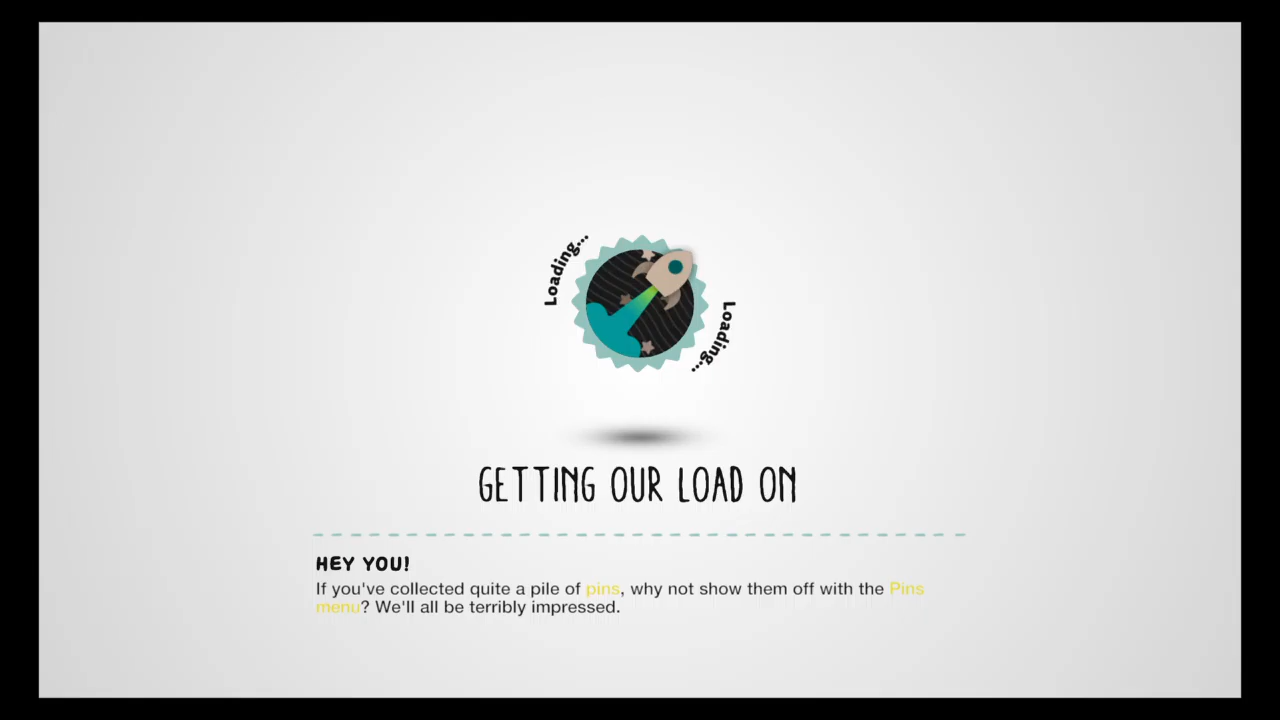 Loading...
Loading...
GETTING OUR LOAD ON
HEY YOU!
If you've collected quite a pile of pins, why not show them off with the Pins
menu? We'll all be terribly impressed.